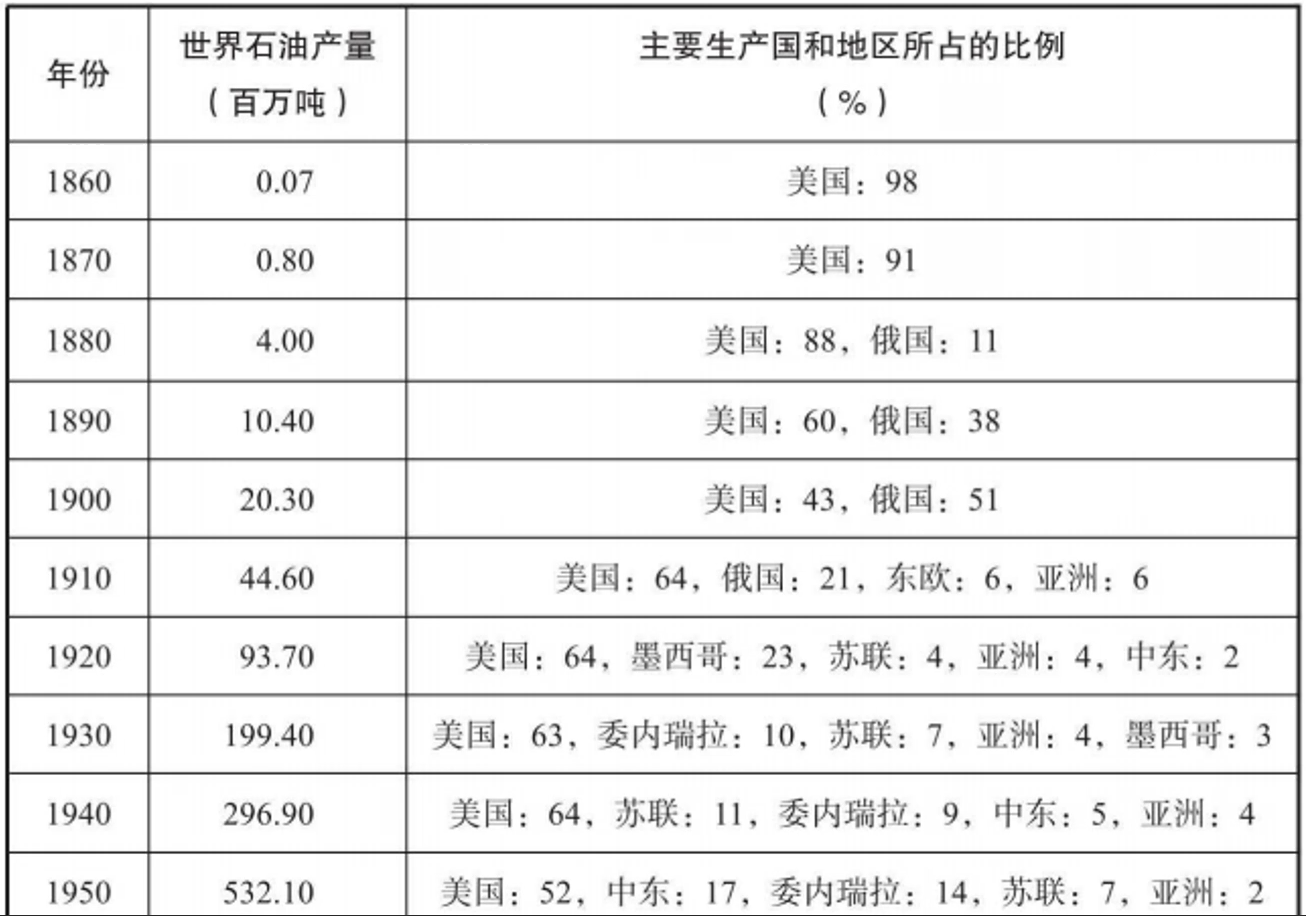 年份 世界石油产量 主要生产国和地区所占的比例
（百万吨） （%）
1860 0.07 美国：98
1870 0.80 美国：91
1880 4.00 美国：88，俄国：11
1890 10.40 美国：60，俄国：38
1900 20.30 美国：43，俄国：51
1910 44.60 美国：64，俄国：21，东欧：6，亚洲：6
1920 93.70 美国：64，墨西哥：23，苏联：4，亚洲：4，中东：2
1930 199.40 美国：63，委内瑞拉：10，苏联：7，亚洲：4，墨西哥：3
1940 296.90 美国：64，苏联：11，委内瑞拉：9，中东：5，亚洲：4
1950 532.10 美国：52，中东：17，委内瑞拉：14，苏联：7，亚洲：2